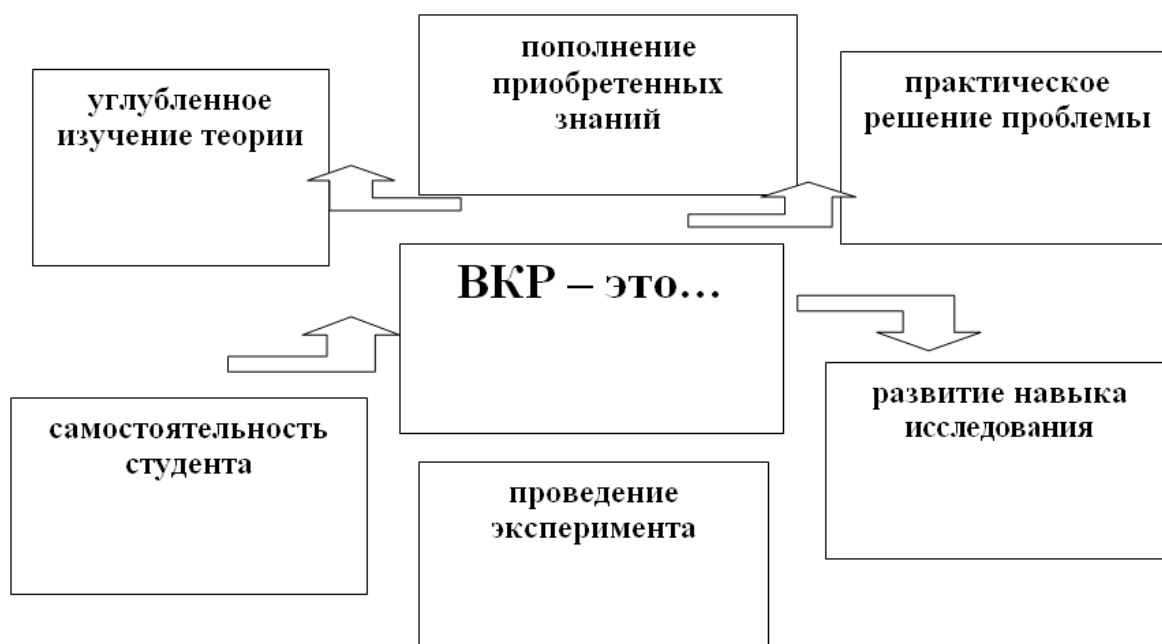 пополнение
приобретенных
знаний
углубленное
изучение теории
практическое
решение проблемы
ВКР – это…
самостоятельность
студента
развитие навыка
исследования
проведение
эксперимента